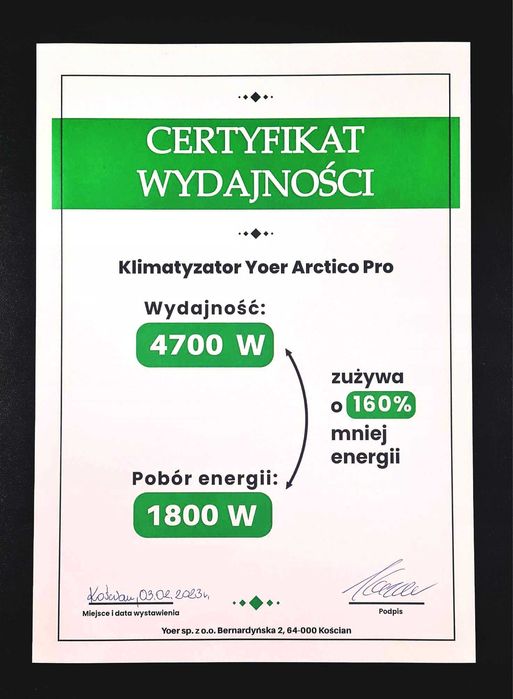 CERTYFIKAT
WYDAJNOŚCI
Klimatyzator Yoer Arctico Pro
Wydajność:
4700 W
zużywa
o 160%
mniej
energii
Pobór energii:
1800 W
Kościan, 03.02.2023r.
Miejsce i data wystawienia
Podpis
Yoer sp. z o.o. Bernardyńska 2, 64-000 Kościan